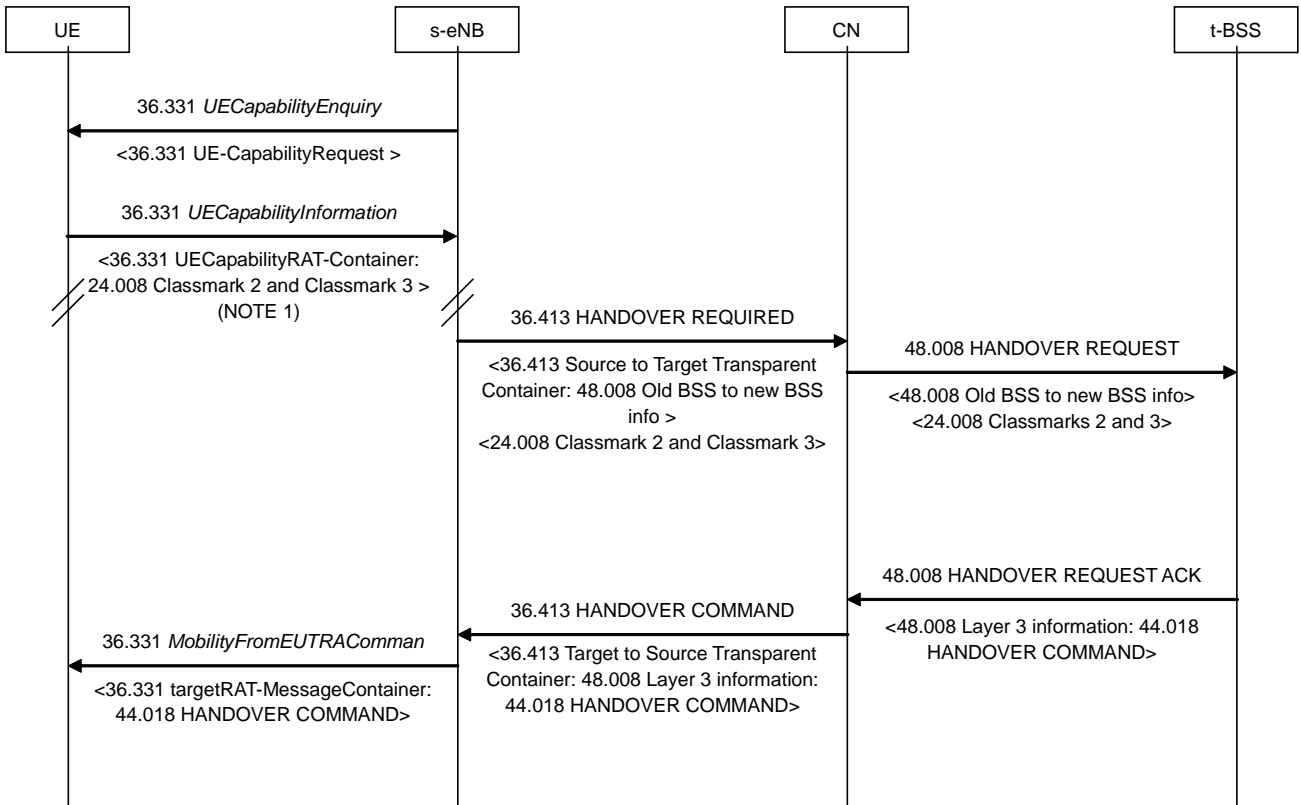 UE
s-eNB
CN
t-BSS
36.331 UECapabilityEnquiry
<36.331 UE-CapabilityRequest >
36.331 UECapabilityInformation
<36.331 UECapabilityRAT-Container:
24.008 Classmark 2 and Classmark 3 >
(NOTE 1)
36.413 HANDOVER REQUIRED
<36.413 Source to Target Transparent
Container: 48.008 Old BSS to new BSS
info >
<24.008 Classmark 2 and Classmark 3>
48.008 HANDOVER REQUEST
<48.008 Old BSS to new BSS info>
<24.008 Classmarks 2 and 3>
48.008 HANDOVER REQUEST ACK
<48.008 Layer 3 information: 44.018
HANDOVER COMMAND>
36.413 HANDOVER COMMAND
<36.413 Target to Source Transparent
Container: 48.008 Layer 3 information:
44.018 HANDOVER COMMAND>
36.331 MobilityFromEUTRAComman
<36.331 targetRAT-MessageContainer:
44.018 HANDOVER COMMAND>